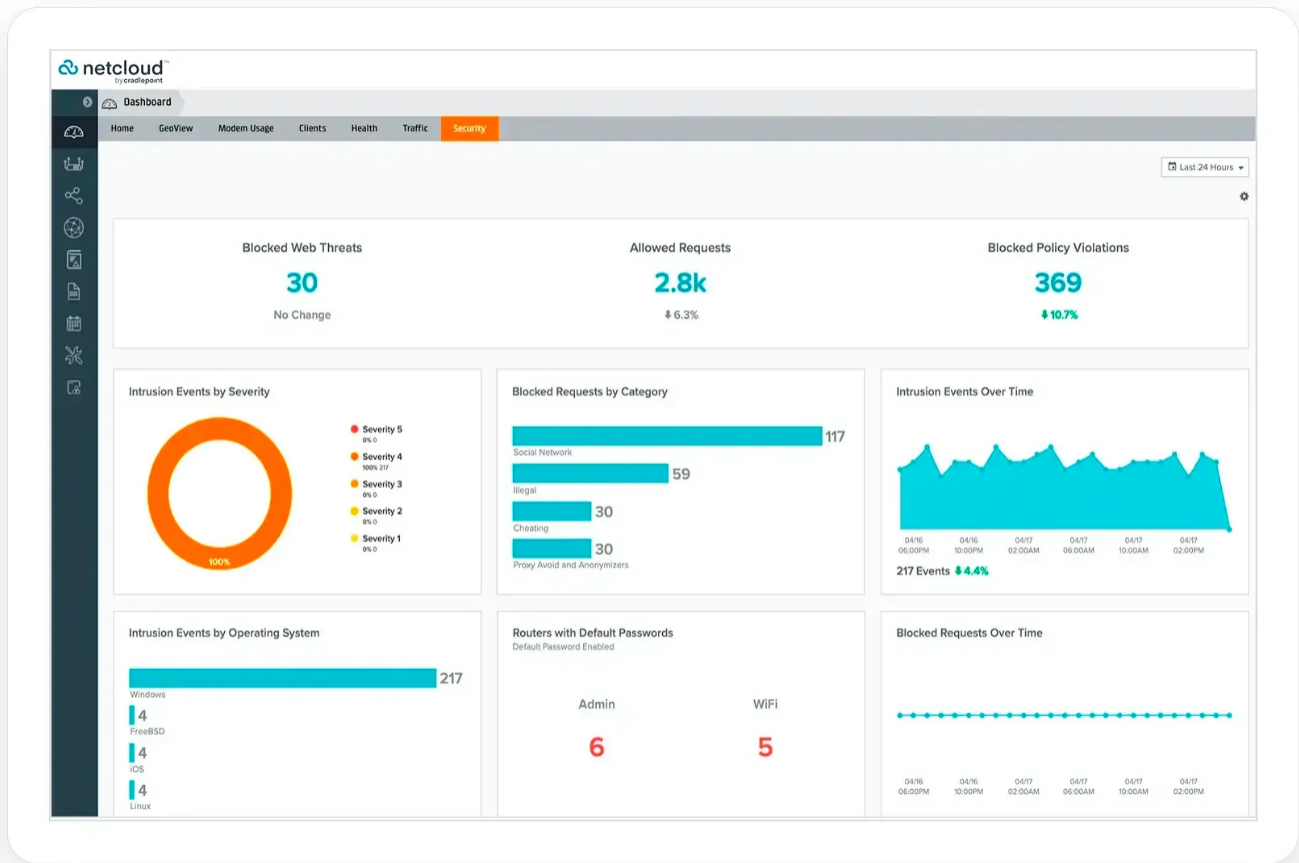 netcloud™
by cradlepoint
Dashboard
Home GeoView Modem Usage Clients Health Traffic Security
Last 24 Hours
Blocked Web Threats
30
No Change
Allowed Requests
2.8k
6.3%
Blocked Policy Violations
369
10.7%
Intrusion Events by Severity
100%
Severity 5
0% 0
Severity 4
100% 217
Severity 3
0% 0
Severity 2
0% 0
Severity 1
0% 0
Blocked Requests by Category
117
Social Network
59
Illegal
30
Cheating
30
Proxy Avoid and Anonymizers
Intrusion Events Over Time
04/16 04/16 04/17 04/17 04/17 04/17
06:00PM 10:00PM 02:00AM 06:00AM 10:00AM 02:00PM
217 Events 4.4%
Intrusion Events by Operating System
217
Windows
4
FreeBSD
4
iOS
4
Linux
Routers with Default Passwords
Default Password Enabled
Admin WiFi
6 5
Blocked Requests Over Time
04/16 04/16 04/17 04/17 04/17 04/17
06:00PM 10:00PM 02:00AM 06:00AM 10:00AM 02:00PM